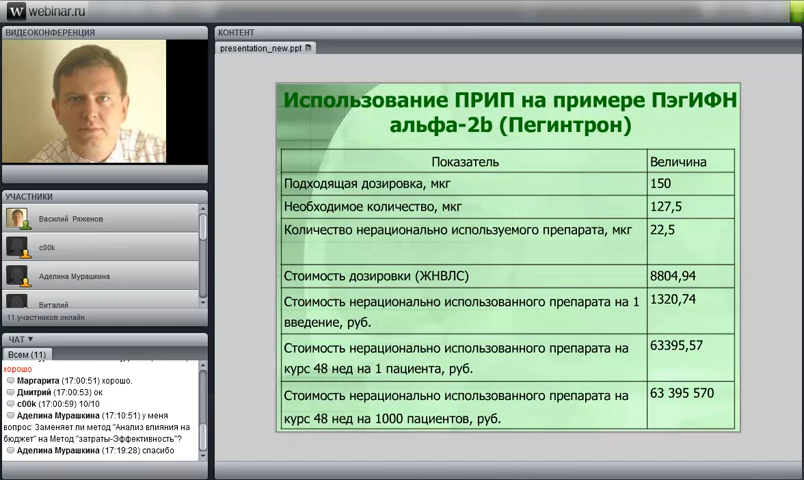 webinar.ru
ВИДЕОКОНФЕРЕНЦИЯ
УЧАСТНИКИ
Василий Ряженов
c00k
Аделина Мурашкина
Виталий
11 участников онлайн
ЧАТ
Всем (11)
хорошо
Маргарита (17:00:51) хорошо.
Дмитрий (17:00:53) ок
c00k (17:00:59) 10/10
Аделина Мурашкина (17:10:51) у меня
вопрос: Заменяет ли метод "Анализ влияния на
бюджет" на Метод "затраты-Эффективность"?
Аделина Мурашкина (17:19:28) спасибо
КОНТЕНТ
presentation_new.ppt
Использование ПРИП на примере ПэгИФН
альфа-2b (Пегинтрон)
Показатель Величина
Подходящая дозировка, мкг 150
Необходимое количество, мкг 127,5
Количество нерационально используемого препарата, мкг 22,5
Стоимость дозировки (ЖНВЛС) 8804,94
Стоимость нерационально использованного препарата на 1 1320,74
введение, руб.
Стоимость нерационально использованного препарата на 63395,57
курс 48 нед на 1 пациента, руб.
Стоимость нерационально использованного препарата на 63 395 570
курс 48 нед на 1000 пациентов, руб.